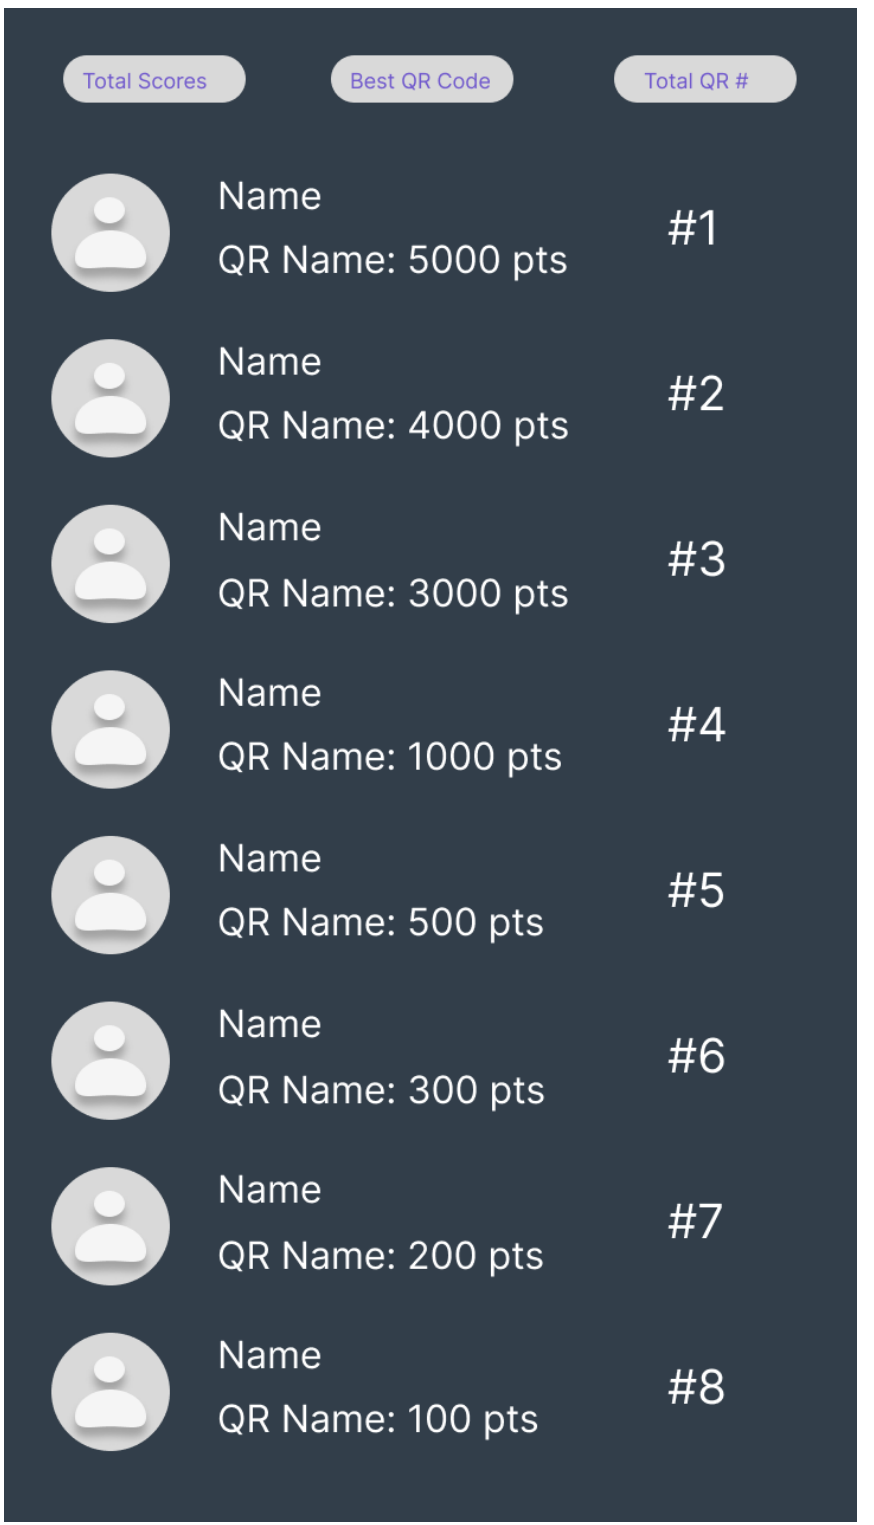 Total Scores Best QR Code Total QR #
Name
QR Name: 5000 pts
#1
Name
QR Name: 4000 pts
#2
Name
QR Name: 3000 pts
#3
Name
QR Name: 1000 pts
#4
Name
QR Name: 500 pts
#5
Name
QR Name: 300 pts
#6
Name
QR Name: 200 pts
#7
Name
QR Name: 100 pts
#8